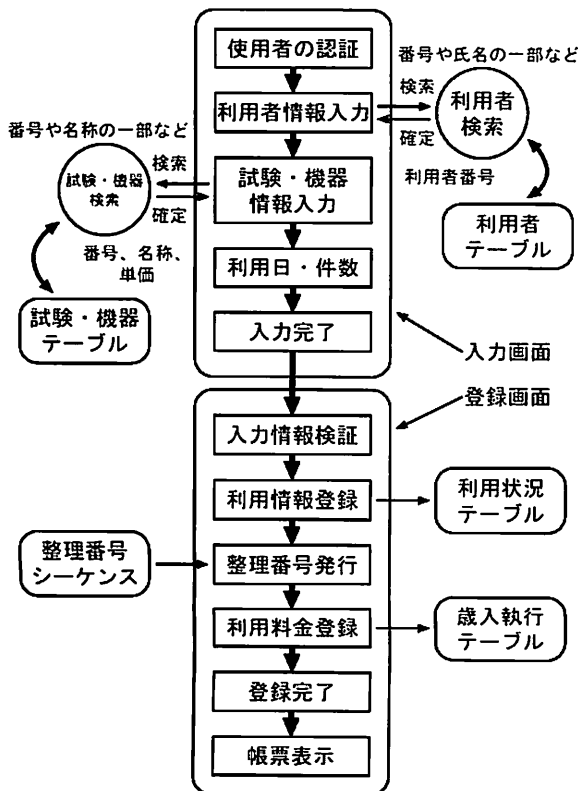 使用者の認証
番号や氏名の一部など
利用者情報入力
検索
確定
利用者
検索
利用者番号
利用者
テーブル
番号や名称の一部など
試験・機器
検索
検索
確定
試験・機器
情報入力
番号、名称、
単価
試験・機器
テーブル
利用日・件数
入力完了
入力画面
登録画面
入力情報検証
利用情報登録
利用状況
テーブル
整理番号
シーケンス
整理番号発行
利用料金登録
歳入執行
テーブル
登録完了
帳票表示